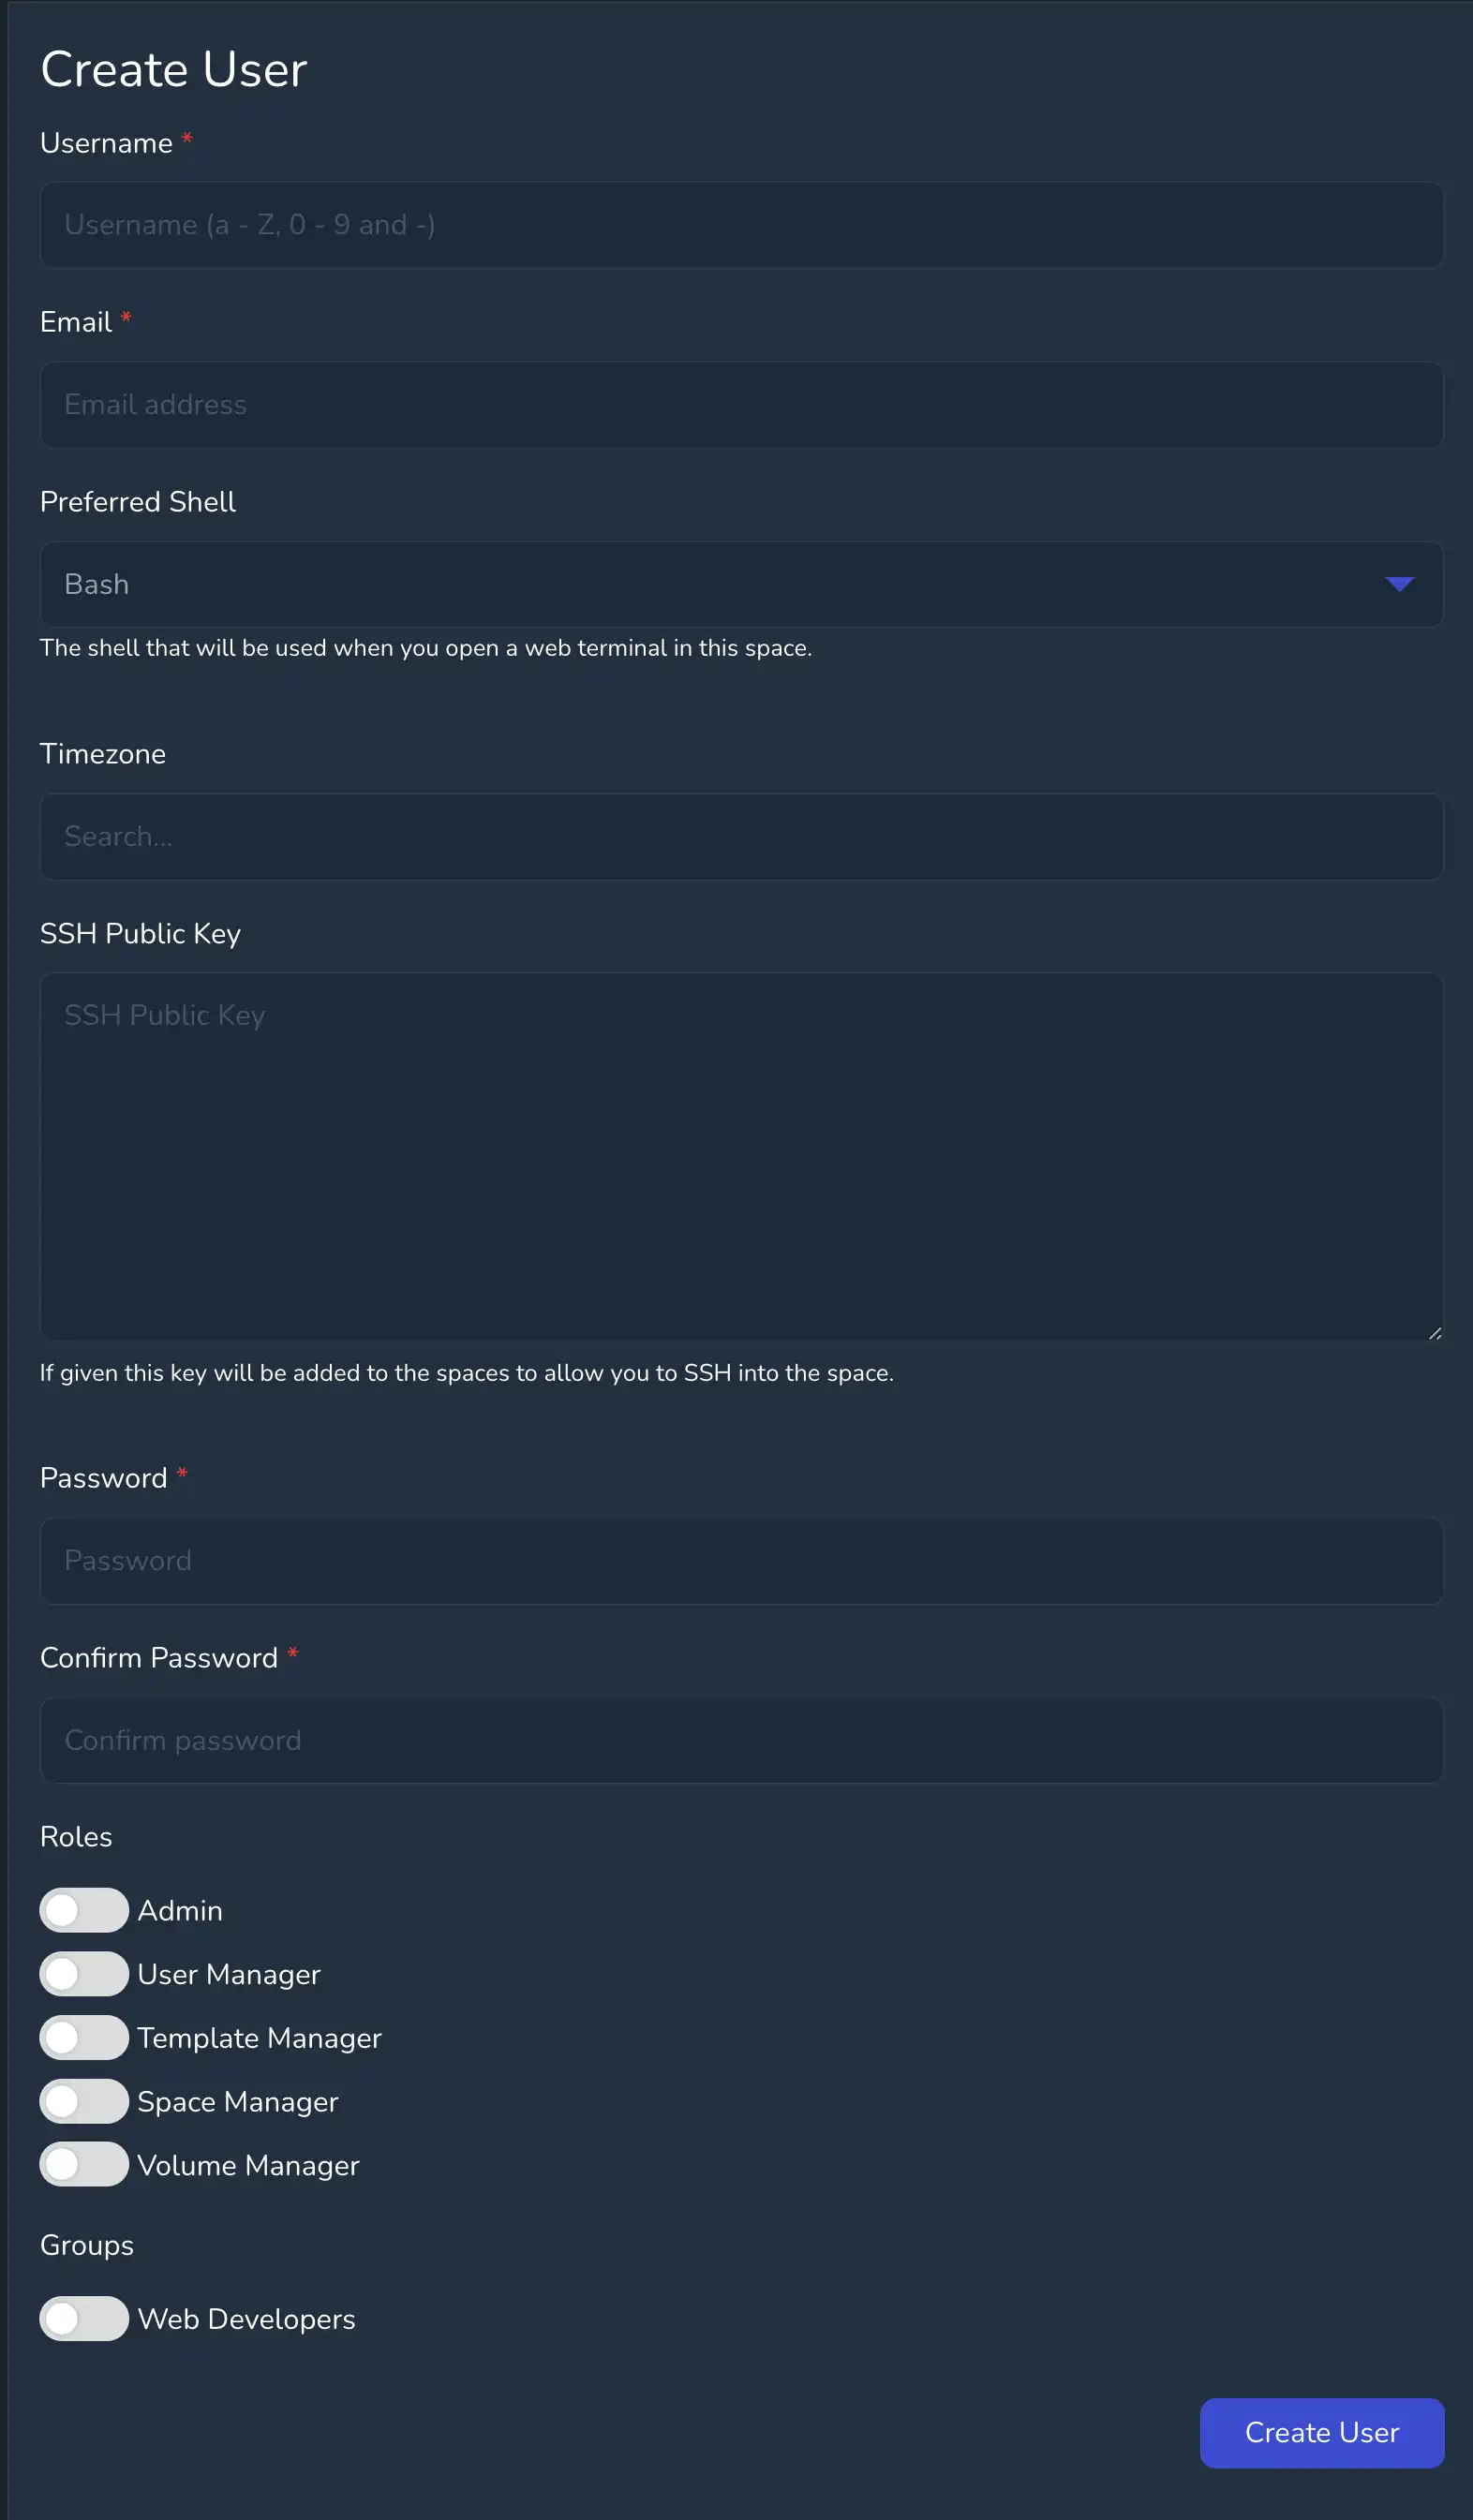 Create User
Username *
Username (a - Z, 0 - 9 and -)
Email *
Email address
Preferred Shell
Bash
The shell that will be used when you open a web terminal in this space.
Timezone
Search...
SSH Public Key
SSH Public Key
If given this key will be added to the spaces to allow you to SSH into the space.
Password *
Password
Confirm Password *
Confirm password
Roles
Admin
User Manager
Template Manager
Space Manager
Volume Manager
Groups
Web Developers
Create User